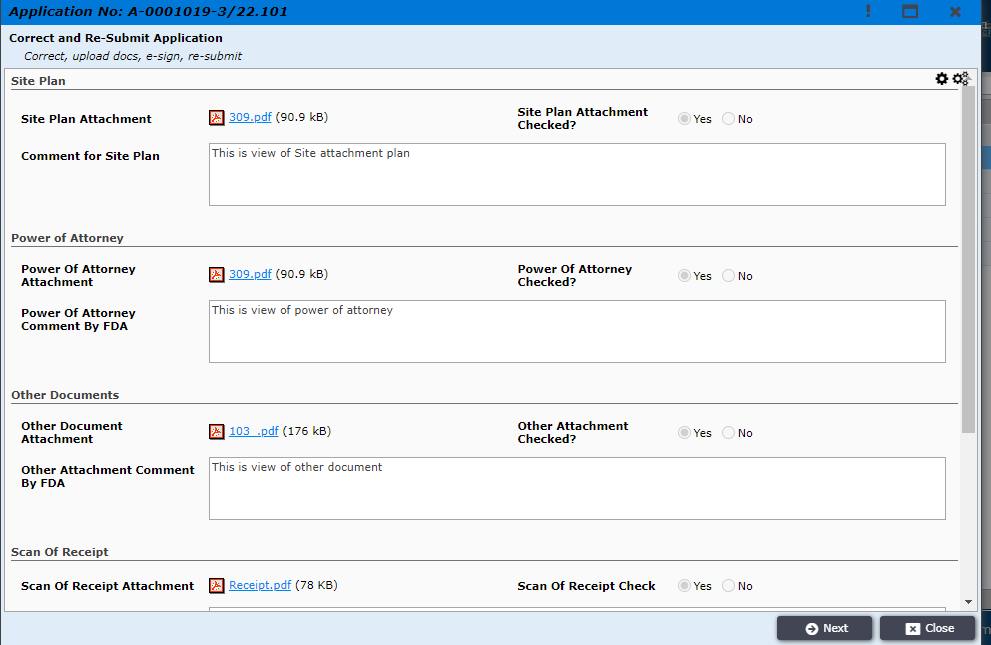 Application No: A-0001019-3/22.101
Correct and Re-Submit Application
Correct, upload docs, e-sign, re-submit
Site Plan
Site Plan Attachment
309.pdf (90.9 kB)
Site Plan Attachment
Checked?
Yes No
Comment for Site Plan
This is view of Site attachment plan
Power of Attorney
Power Of Attorney
Attachment
309.pdf (90.9 kB)
Power Of Attorney
Checked?
Yes No
Power Of Attorney
Comment By FDA
This is view of power of attorney
Other Documents
Other Document
Attachment
103_.pdf (176 kB)
Other Attachment
Checked?
Yes No
Other Attachment Comment
By FDA
This is view of other document
Scan Of Receipt
Scan Of Receipt Attachment
Receipt.pdf (78 KB)
Scan Of Receipt Check
Yes No
Next
Close